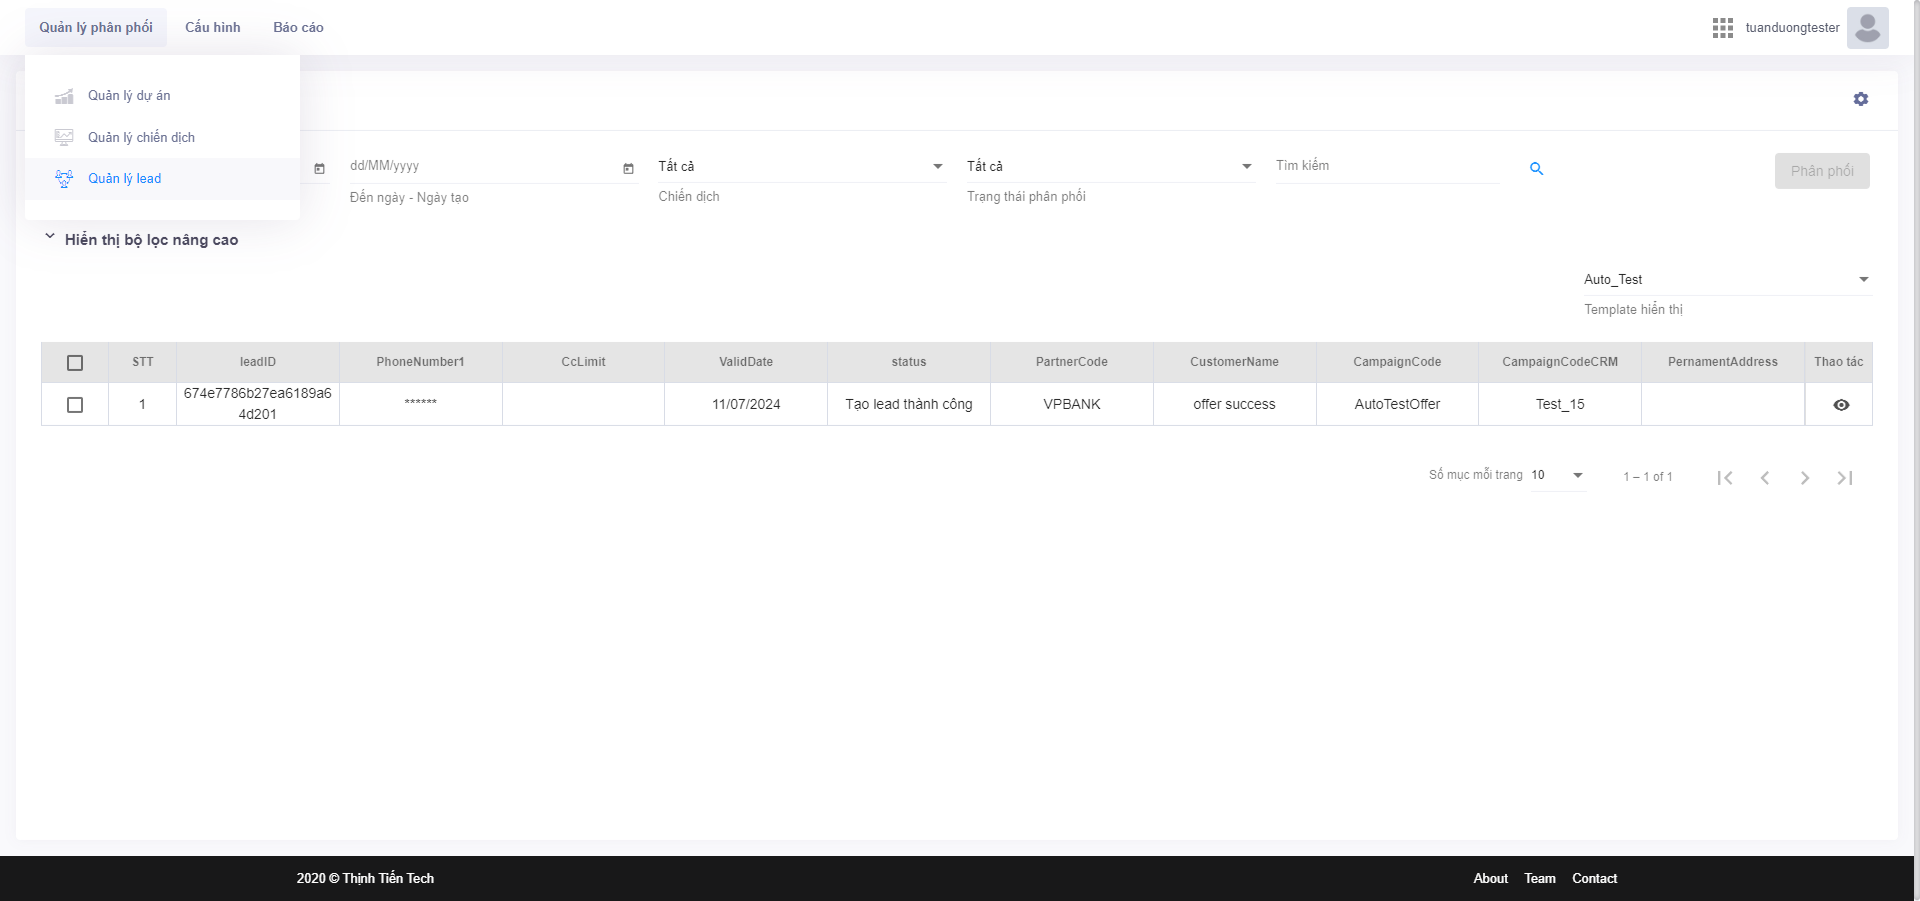 Quản lý phân phối
Cấu hình
Báo cáo
tuanduongtester
Quản lý dự án
Quản lý chiến dịch
Quản lý lead
dd/MM/yyyy
Đến ngày - Ngày tạo
Tất cả
Chiến dịch
Tất cả
Trạng thái phân phối
Tìm kiếm
Phân phối
Hiển thị bộ lọc nâng cao
Auto_Test
Template hiển thị
STT leadID PhoneNumber1 CcLimit ValidDate status PartnerCode CustomerName CampaignCode CampaignCodeCRM PernamentAddress Thao tác
1 674e7786b27ea6189a6 ****** 11/07/2024 Tạo lead thành công VPBANK offer success AutoTestOffer Test_15
4d201
Số mục mỗi trang 10 1 – 1 of 1
2020 © Thịnh Tiến Tech
About Team Contact